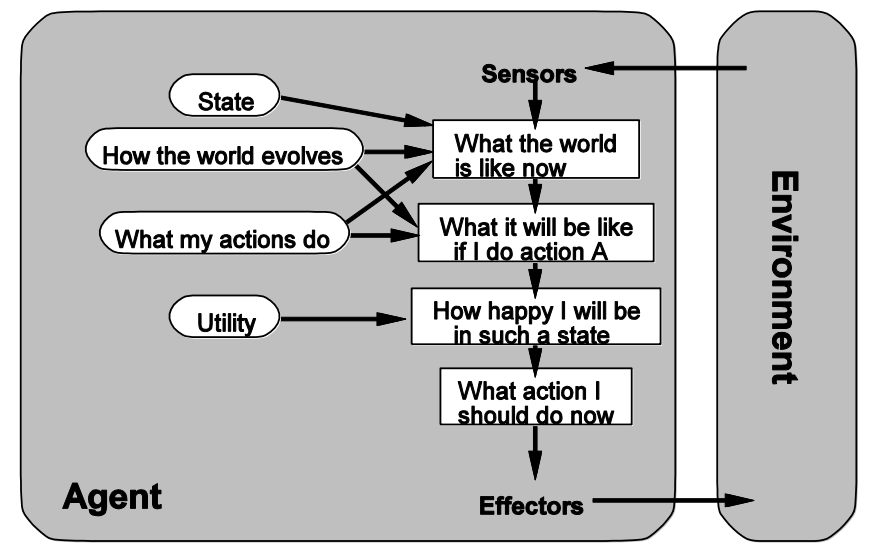 Sensors
State
What the world
is like now
How the world evolves
What my actions do
What it will be like
if I do action A
Utility
How happy I will be
in such a state
What action I
should do now
Agent
Effectors
Environment